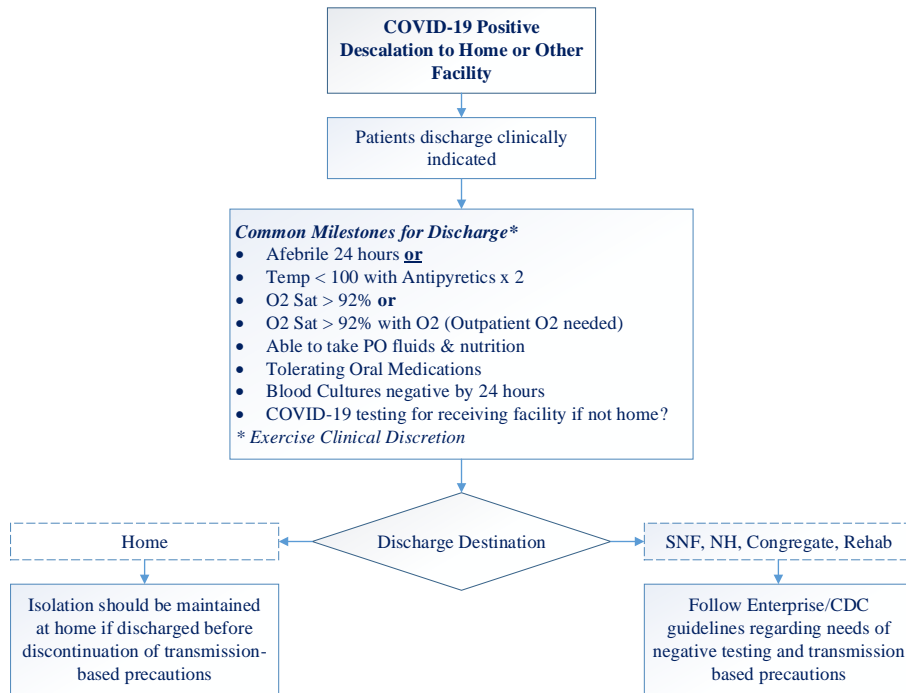 COVID-19 Positive
Descalation to Home or Other
Facility
Patients discharge clinically
indicated
Common Milestones for Discharge*
• Afebrile 24 hours or
• Temp < 100 with Antipyretics x 2
• O2 Sat > 92% or
• O2 Sat > 92% with O2 (Outpatient O2 needed)
• Able to take PO fluids & nutrition
• Tolerating Oral Medications
• Blood Cultures negative by 24 hours
• COVID-19 testing for receiving facility if not home?
* Exercise Clinical Discretion
Discharge Destination
Home
Isolation should be maintained
at home if discharged before
discontinuation of transmission-
based precautions
SNF, NH, Congregate, Rehab
Follow Enterprise/CDC
guidelines regarding needs of
negative testing and transmission
based precautions